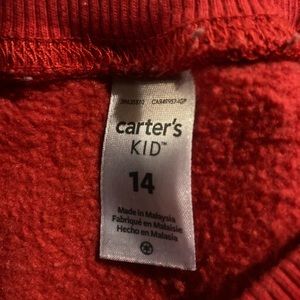 carter's
KID™
14
Made in Malaysia
Fabriqué en Malaisie
Hecho en Malasia